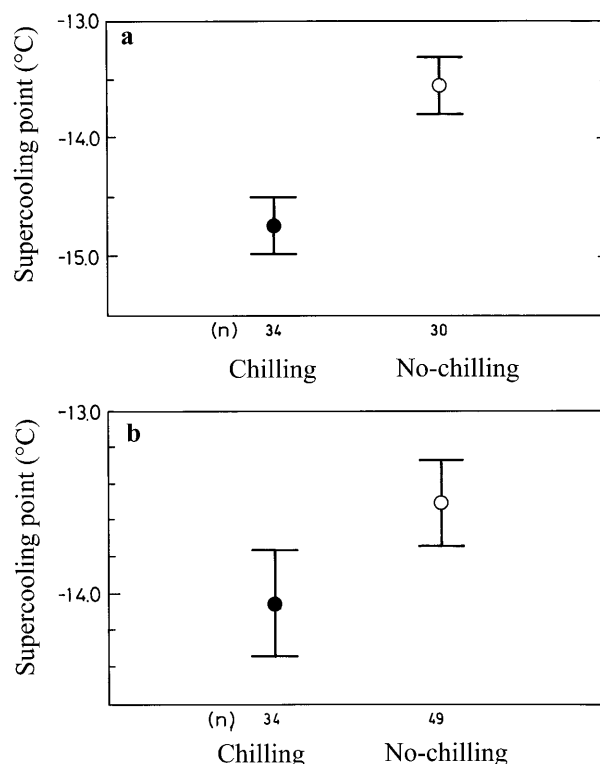 a
Supercooling point (°C)
-13.0
-14.0
-15.0
(n) 34 30
Chilling No-chilling
b
Supercooling point (°C)
-13.0
-14.0
(n) 34 49
Chilling No-chilling